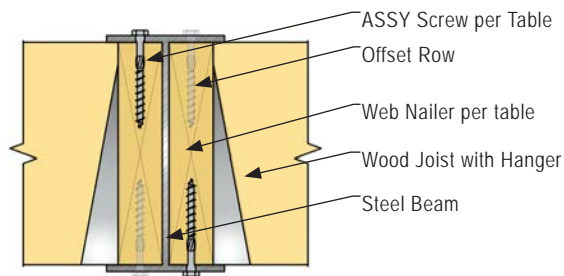 ASSY Screw per Table
Offset Row
Web Nailer per table
Wood Joist with Hanger
Steel Beam